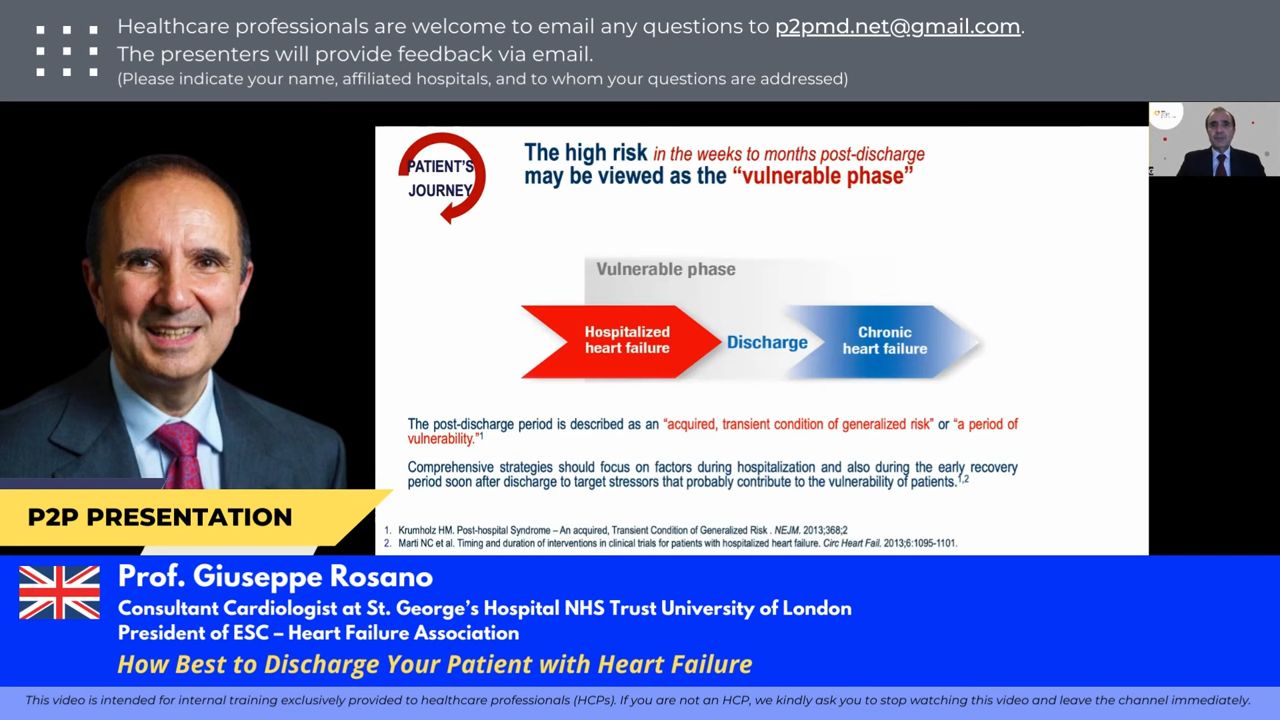 Healthcare professionals are welcome to email any questions to p2pmd.net@gmail.com.
The presenters will provide feedback via email.
(Please indicate your name, affiliated hospitals, and to whom your questions are addressed)
PATIENT'S
JOURNEY
The high risk in the weeks to months post-discharge
may be viewed as the “vulnerable phase”
Vulnerable phase
Hospitalized
heart failure
Discharge
Chronic
heart failure
The post-discharge period is described as an “acquired, transient condition of generalized risk” or “a period of
vulnerability.”1
Comprehensive strategies should focus on factors during hospitalization and also during the early recovery
period soon after discharge to target stressors that probably contribute to the vulnerability of patients.1,2
1. Krumholz HM. Post-hospital Syndrome – An acquired, Transient Condition of Generalized Risk . NEJM. 2013;368;2
2. Marti NC et al. Timing and duration of interventions in clinical trials for patients with hospitalized heart failure. Circ Heart Fail. 2013;6:1095-1101.
P2P PRESENTATION
Prof. Giuseppe Rosano
Consultant Cardiologist at St. George's Hospital NHS Trust University of London
President of ESC – Heart Failure Association
How Best to Discharge Your Patient with Heart Failure
This video is intended for internal training exclusively provided to healthcare professionals (HCPs). If you are not an HCP, we kindly ask you to stop watching this video and leave the channel immediately.